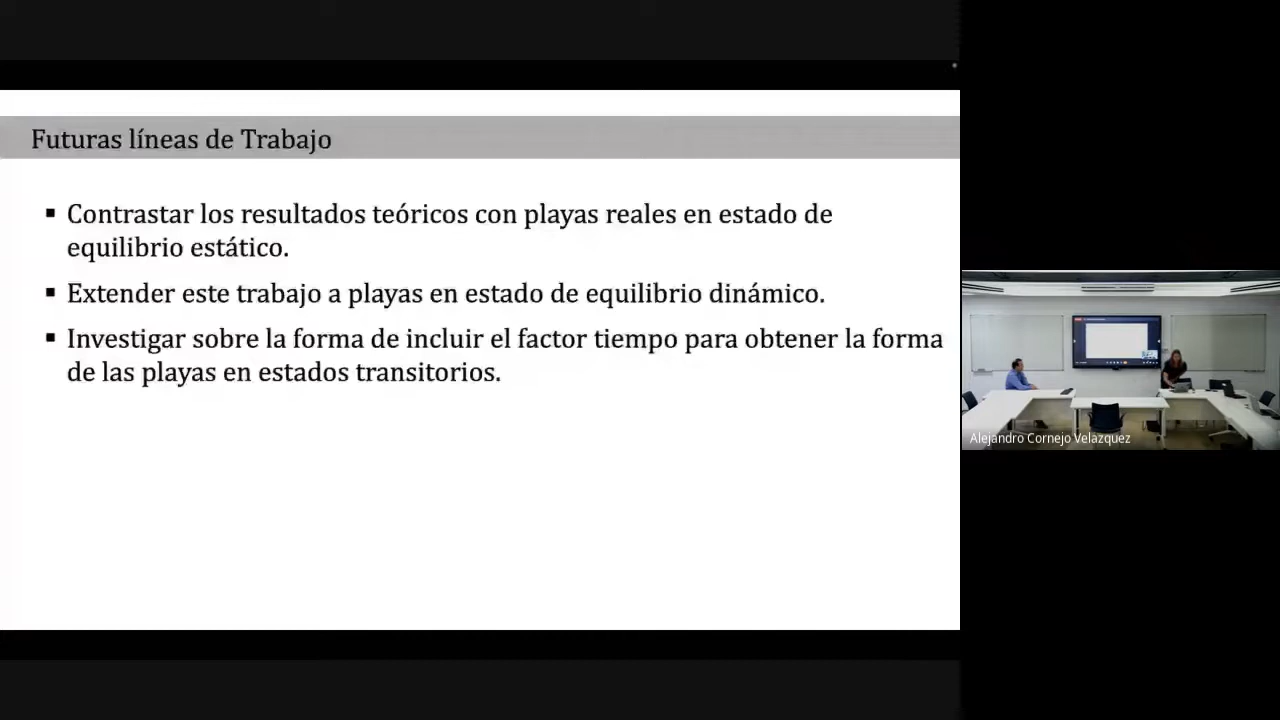 Futuras líneas de Trabajo
▪ Contrastar los resultados teóricos con playas reales en estado de
equilibrio estático.
▪ Extender este trabajo a playas en estado de equilibrio dinámico.
▪ Investigar sobre la forma de incluir el factor tiempo para obtener la forma
de las playas en estados transitorios.
Alejandro Cornejo Velazquez